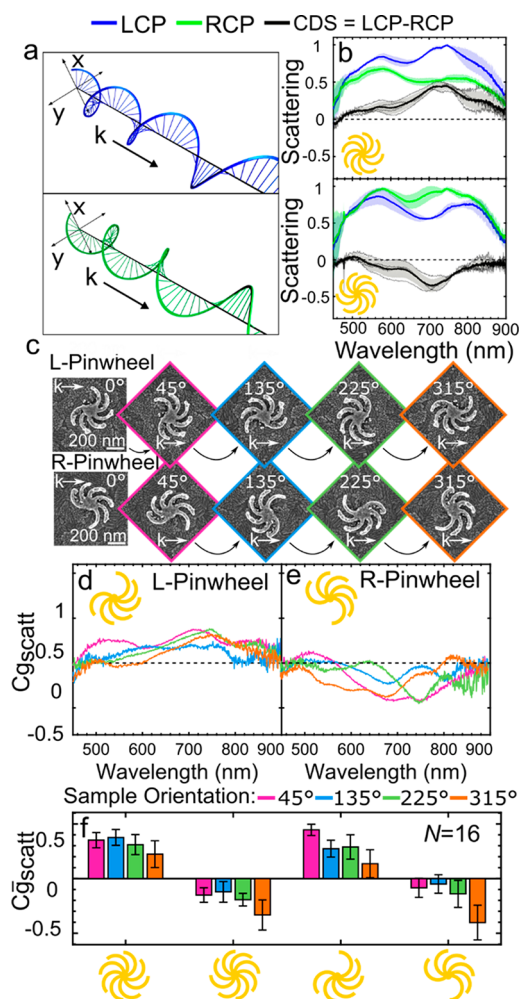 LCP RCP CDS = LCP-RCP
a
x
y
k
x
y
k
b
Scattering
1
0.5
0
-0.5
Scattering
1
0.5
0
-0.5
500 600 700 800 900
Wavelength (nm)
c
L-Pinwheel
k 0° 45° 135° 225° 315°
200 nm k k k k
R-Pinwheel
k 0° 45° 135° 225° 315°
200 nm k k k k
d L-Pinwheel
e R-Pinwheel
Cgscatt
1
0.5
0
-0.5
500 600 700 800 900
500 600 700 800 900
Wavelength (nm)
Wavelength (nm)
Sample Orientation: 45° 135° 225° 315°
f
N=16
Cḡscatt
0.5
0
-0.5